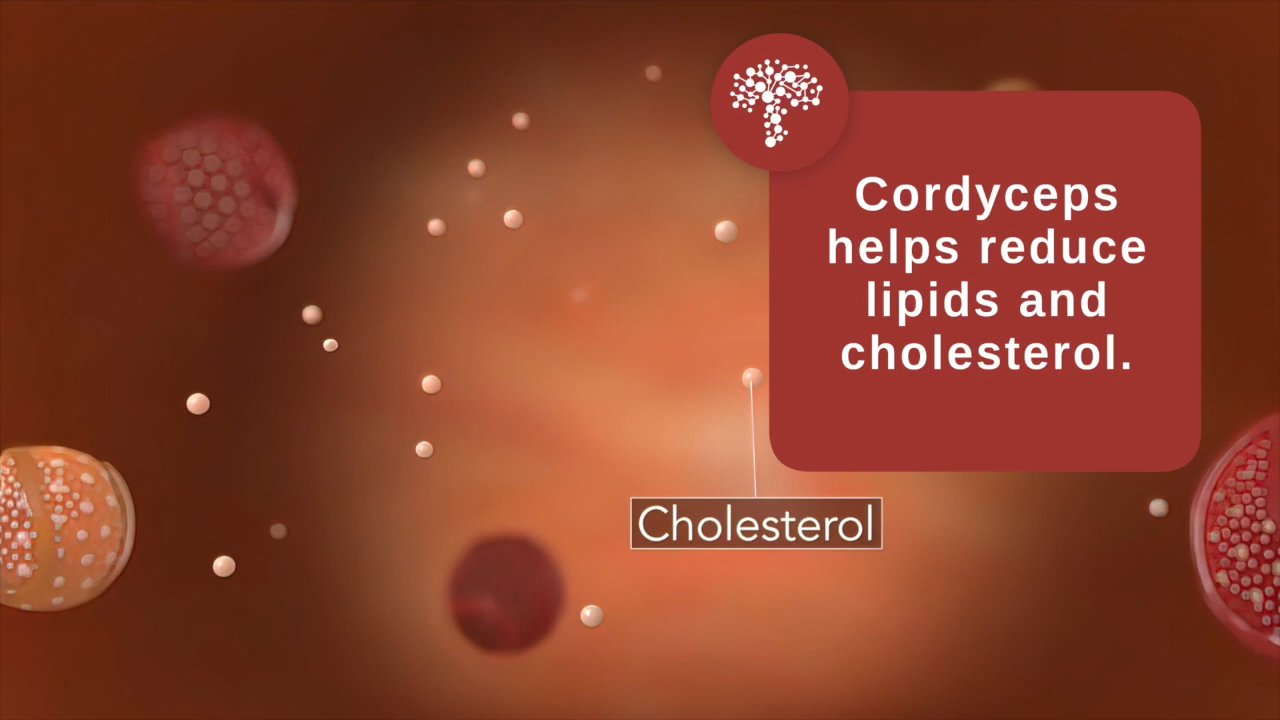 Cordyceps
helps reduce
lipids and
cholesterol.
Cholesterol